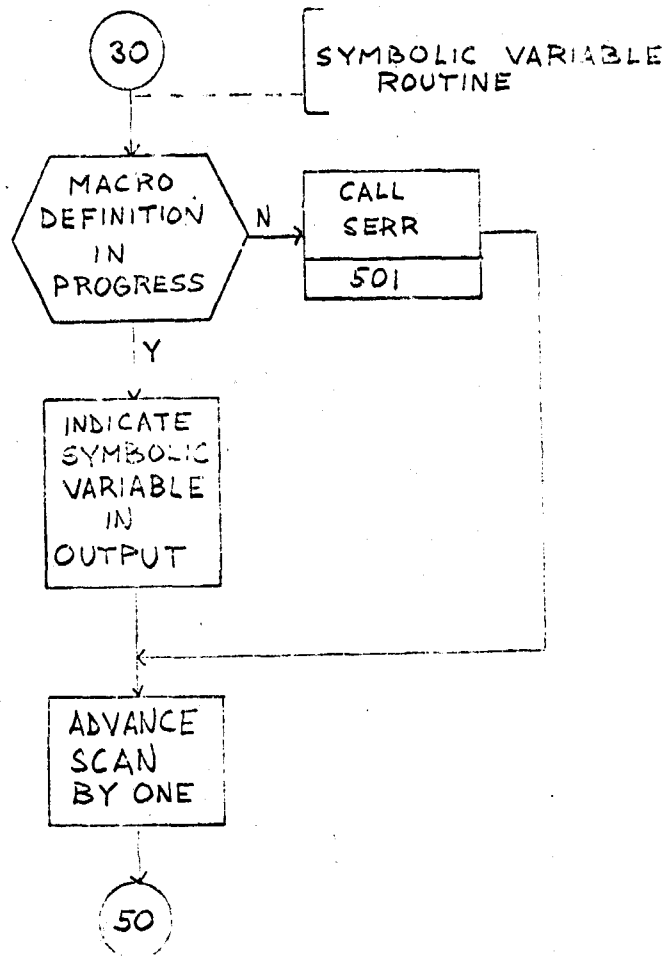 30
SYMBOLIC VARIABLE
ROUTINE
MACRO
DEFINITION
IN
PROGRESS
N
CALL
SERR
501
Y
INDICATE
SYMBOLIC
VARIABLE
IN
OUTPUT
ADVANCE
SCAN
BY ONE
50